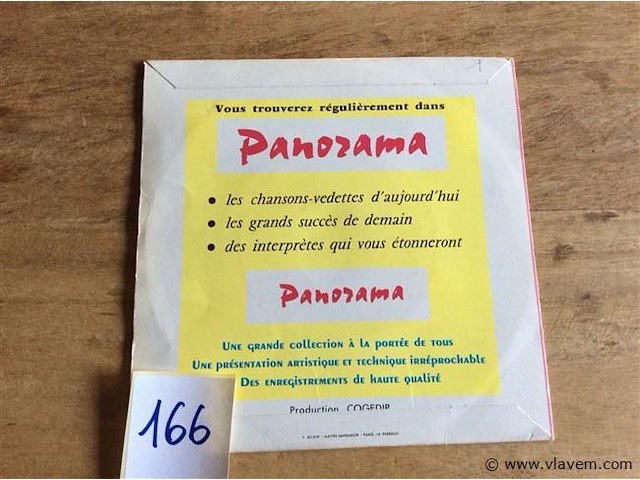 Vous trouverez régulièrement dans
Panorama
• les chansons-vedettes d'aujourd'hui
• les grands succès de demain
• des interprètes qui vous étonneront
Panorama
Une grande collection à la portée de tous
Une présentation artistique et technique irréprochable
Des enregistrements de haute qualité
Production COGEDIP
166
© www.vlavem.com